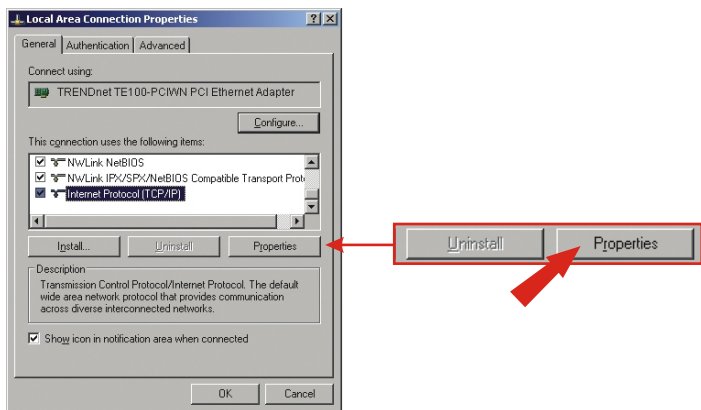 Local Area Connection Properties
General Authentication Advanced
Connect using:
TRENDnet TE100-PCIWN PCI Ethernet Adapter
Configure...
This connection uses the following items:
NWLink NetBIOS
NWLink IPX/SPX/NetBIOS Compatible Transport Prot
Internet Protocol (TCP/IP)
Install... Uninstall Properties
Uninstall Properties
Description
Transmission Control Protocol/Internet Protocol. The default
wide area network protocol that provides communication
across diverse interconnected networks.
Show icon in notification area when connected
OK Cancel